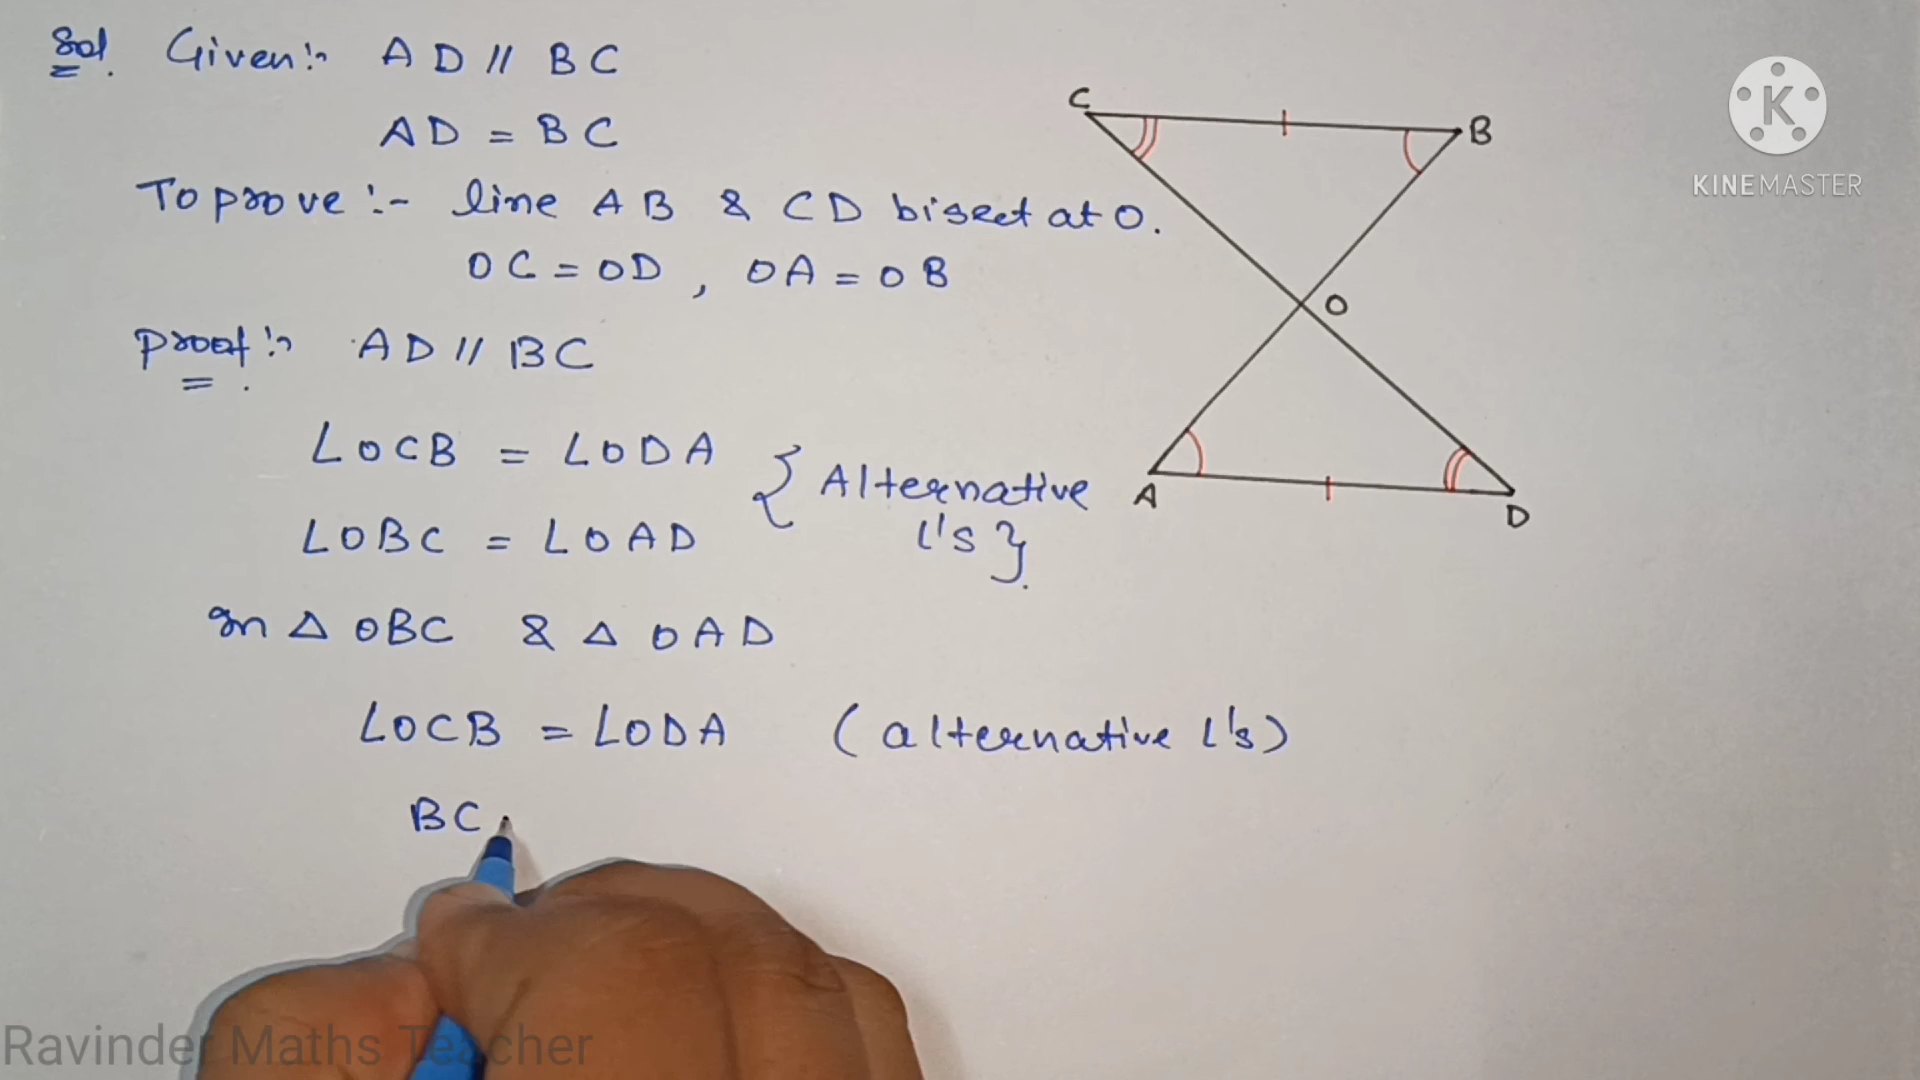 Sol. Given :- AD // BC
AD = BC
To prove :- line AB & CD bisect at O.
OC = OD , OA = OB
Proof :- AD // BC
∠OCB = ∠ODA
{ Alternative
∠OBC = ∠OAD
∠'s }.
In △ OBC & △ OAD
∠OCB = ∠ODA (alternative ∠'s)
BC
C
B
O
A
D
K
KINEMASTER
Ravinder Maths Teacher